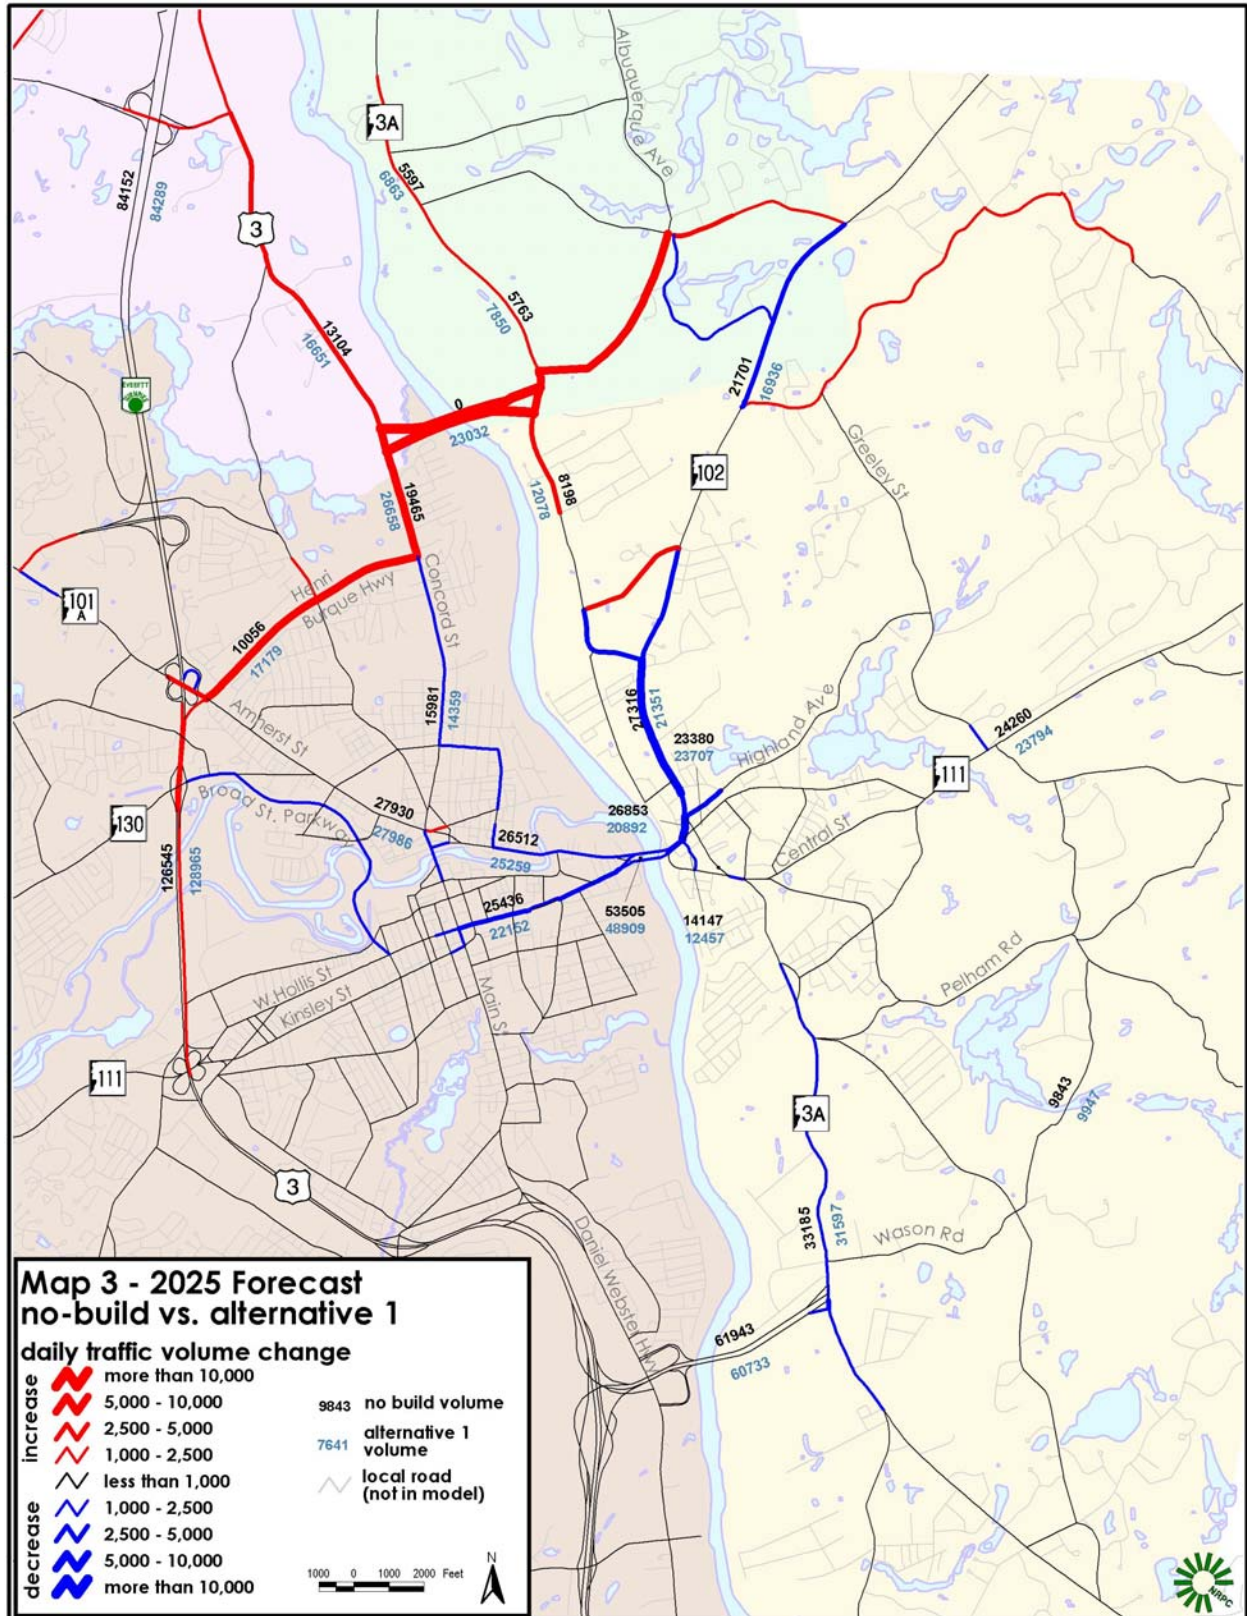 Albuquerque Ave
3A
5597
6863
84152
84289
3
5763
7850
13104
16651
21701
16936
EVERETT
TURNPIKE
0
23032
Greeley St
102
8198
12078
19465
26658
Concord St
Henri
Burque Hwy
101
A
10056
17179
Amherst St
15981
14359
27316
21351
23380
23707
Highland Ave
24260
23794
111
130
Broad St. Parkway
27930
27986
26512
25259
26853
20892
Central St
126545
128965
25436
22152
53505
48909
14147
12457
Pelham Rd
W.Hollis St
Kinsley St
Main St
111
9843
9947
3A
3
33185
31597
Wason Rd
Daniel Webster Hwy
61943
60733
Map 3 - 2025 Forecast
no-build vs. alternative 1
daily traffic volume change
increase
more than 10,000
5,000 - 10,000
2,500 - 5,000
1,000 - 2,500
less than 1,000
decrease
1,000 - 2,500
2,500 - 5,000
5,000 - 10,000
more than 10,000
9843 no build volume
7641 alternative 1
volume
local road
(not in model)
1000 0 1000 2000 Feet
N
NRPC